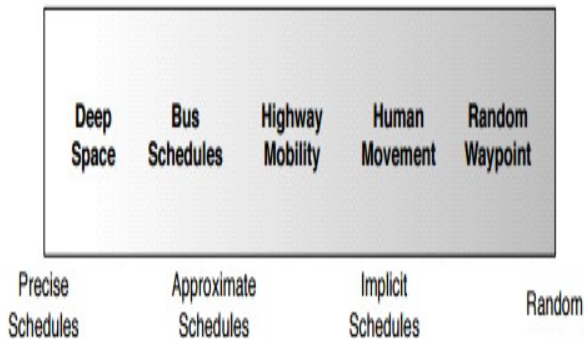 Deep Bus Highway Human Random
Space Schedules Mobility Movement Waypoint
Precise Approximate Implicit
Schedules Schedules Schedules Random